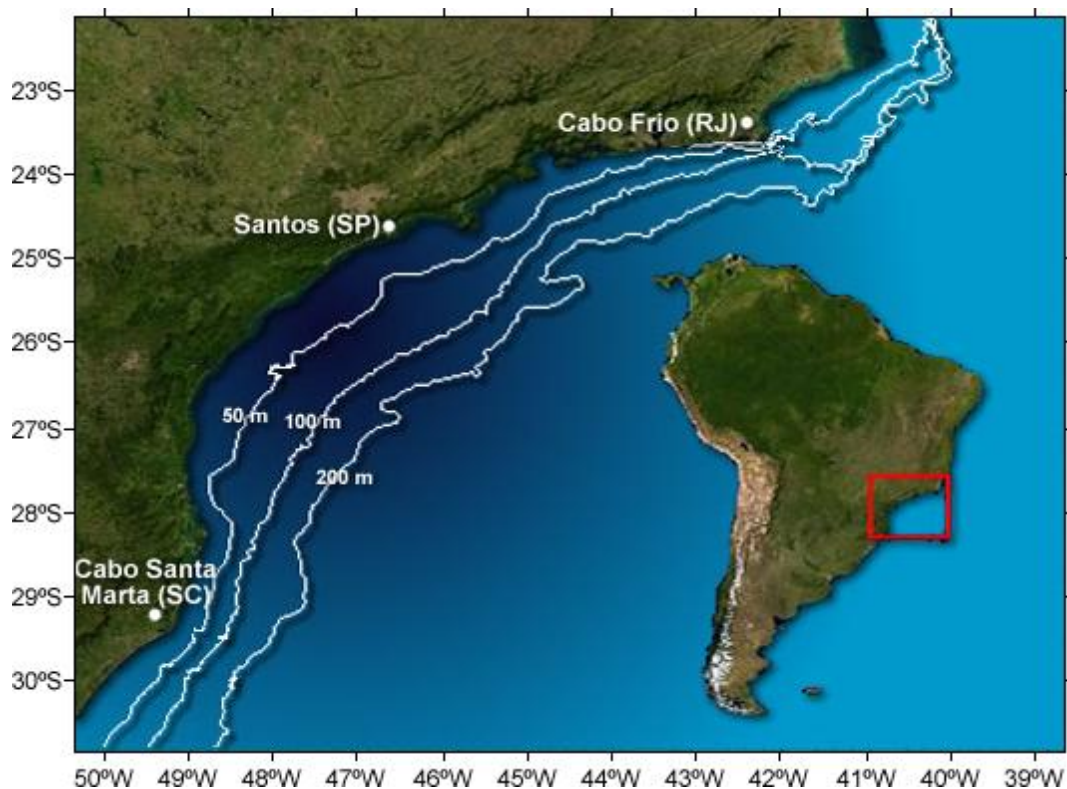 23ºS
24ºS
25ºS
26ºS
27ºS
28ºS
29ºS
30ºS
Cabo Frio (RJ)
Santos (SP)
50 m
100 m
200 m
Cabo Santa
Marta (SC)
50ºW 49ºW 48ºW 47ºW 46ºW 45ºW 44ºW 43ºW 42ºW 41ºW 40ºW 39ºW